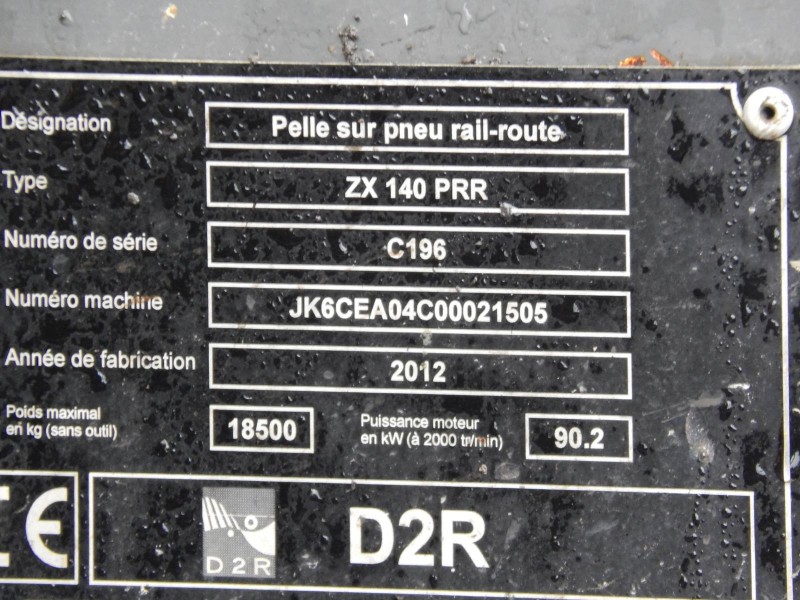 Désignation Pelle sur pneu rail-route
Type ZX 140 PRR
Numéro de série C196
Numéro machine JK6CEA04C00021505
Année de fabrication 2012
Poids maximal
en kg (sans outil)
18500
Puissance moteur
en kW (à 2000 tr/min)
90.2
CE
D2R
D2R